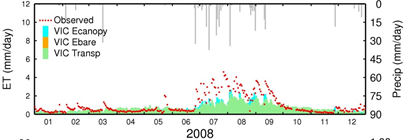 12 0
10 15
8 30
6 45
4 60
2 75
0 90
ET (mm/day)
Precip (mm/day)
Observed
VIC Ecanopy
VIC Ebare
VIC Transp
01 02 03 04 05 06 07 08 09 10 11 12
2008